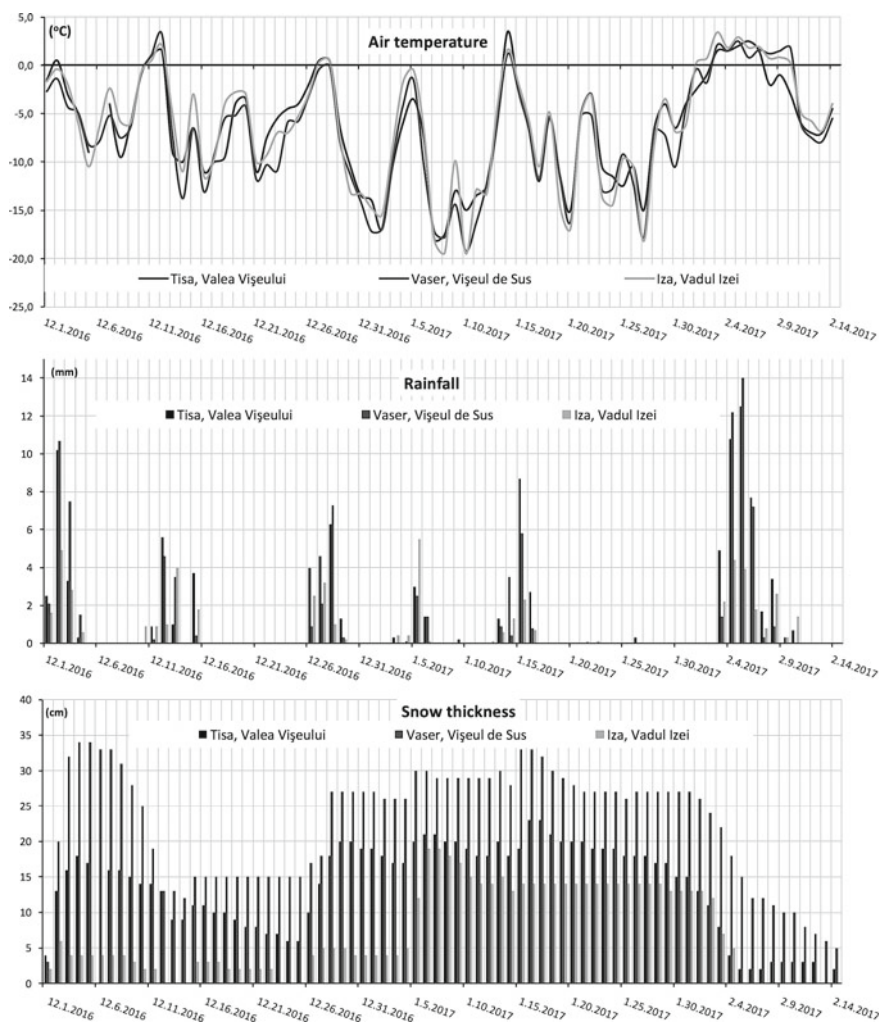 (ºC)
Air temperature
5,0
0,0
-5,0
-10,0
-15,0
-20,0
-25,0
Tisa, Valea Vişeului Vaser, Vişeul de Sus Iza, Vadul Izei
12.1.2016 12.6.2016 12.11.2016 12.16.2016 12.21.2016 12.26.2016 12.31.2016 1.5.2017 1.10.2017 1.15.2017 1.20.2017 1.25.2017 1.30.2017 2.4.2017 2.9.2017 2.14.2017
(mm)
Rainfall
Tisa, Valea Vişeului Vaser, Vişeul de Sus Iza, Vadul Izei
14
12
10
8
6
4
2
0
12.1.2016 12.6.2016 12.11.2016 12.16.2016 12.21.2016 12.26.2016 12.31.2016 1.5.2017 1.10.2017 1.15.2017 1.20.2017 1.25.2017 1.30.2017 2.4.2017 2.9.2017 2.14.2017
(cm)
Snow thickness
Tisa, Valea Vişeului Vaser, Vişeul de Sus Iza, Vadul Izei
40
35
30
25
20
15
10
5
0
12.1.2016 12.6.2016 12.11.2016 12.16.2016 12.21.2016 12.26.2016 12.31.2016 1.5.2017 1.10.2017 1.15.2017 1.20.2017 1.25.2017 1.30.2017 2.4.2017 2.9.2017 2.14.2017